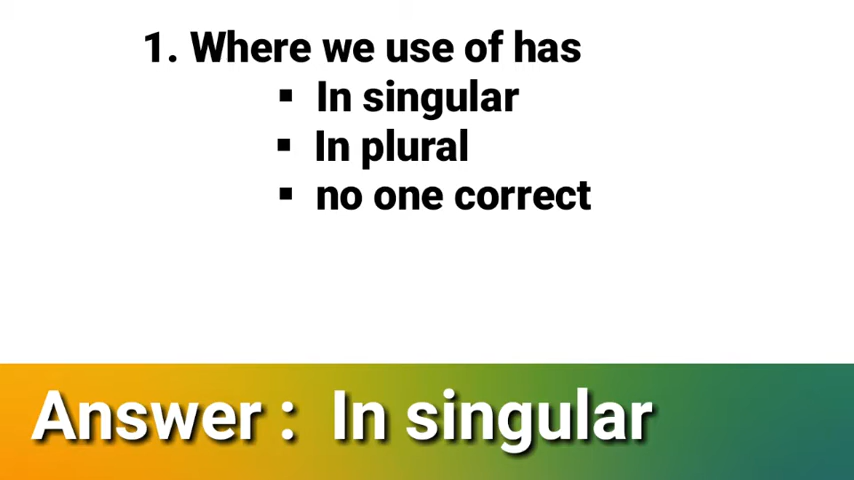 1. Where we use of has
▪ In singular
▪ In plural
▪ no one correct
Answer : In singular